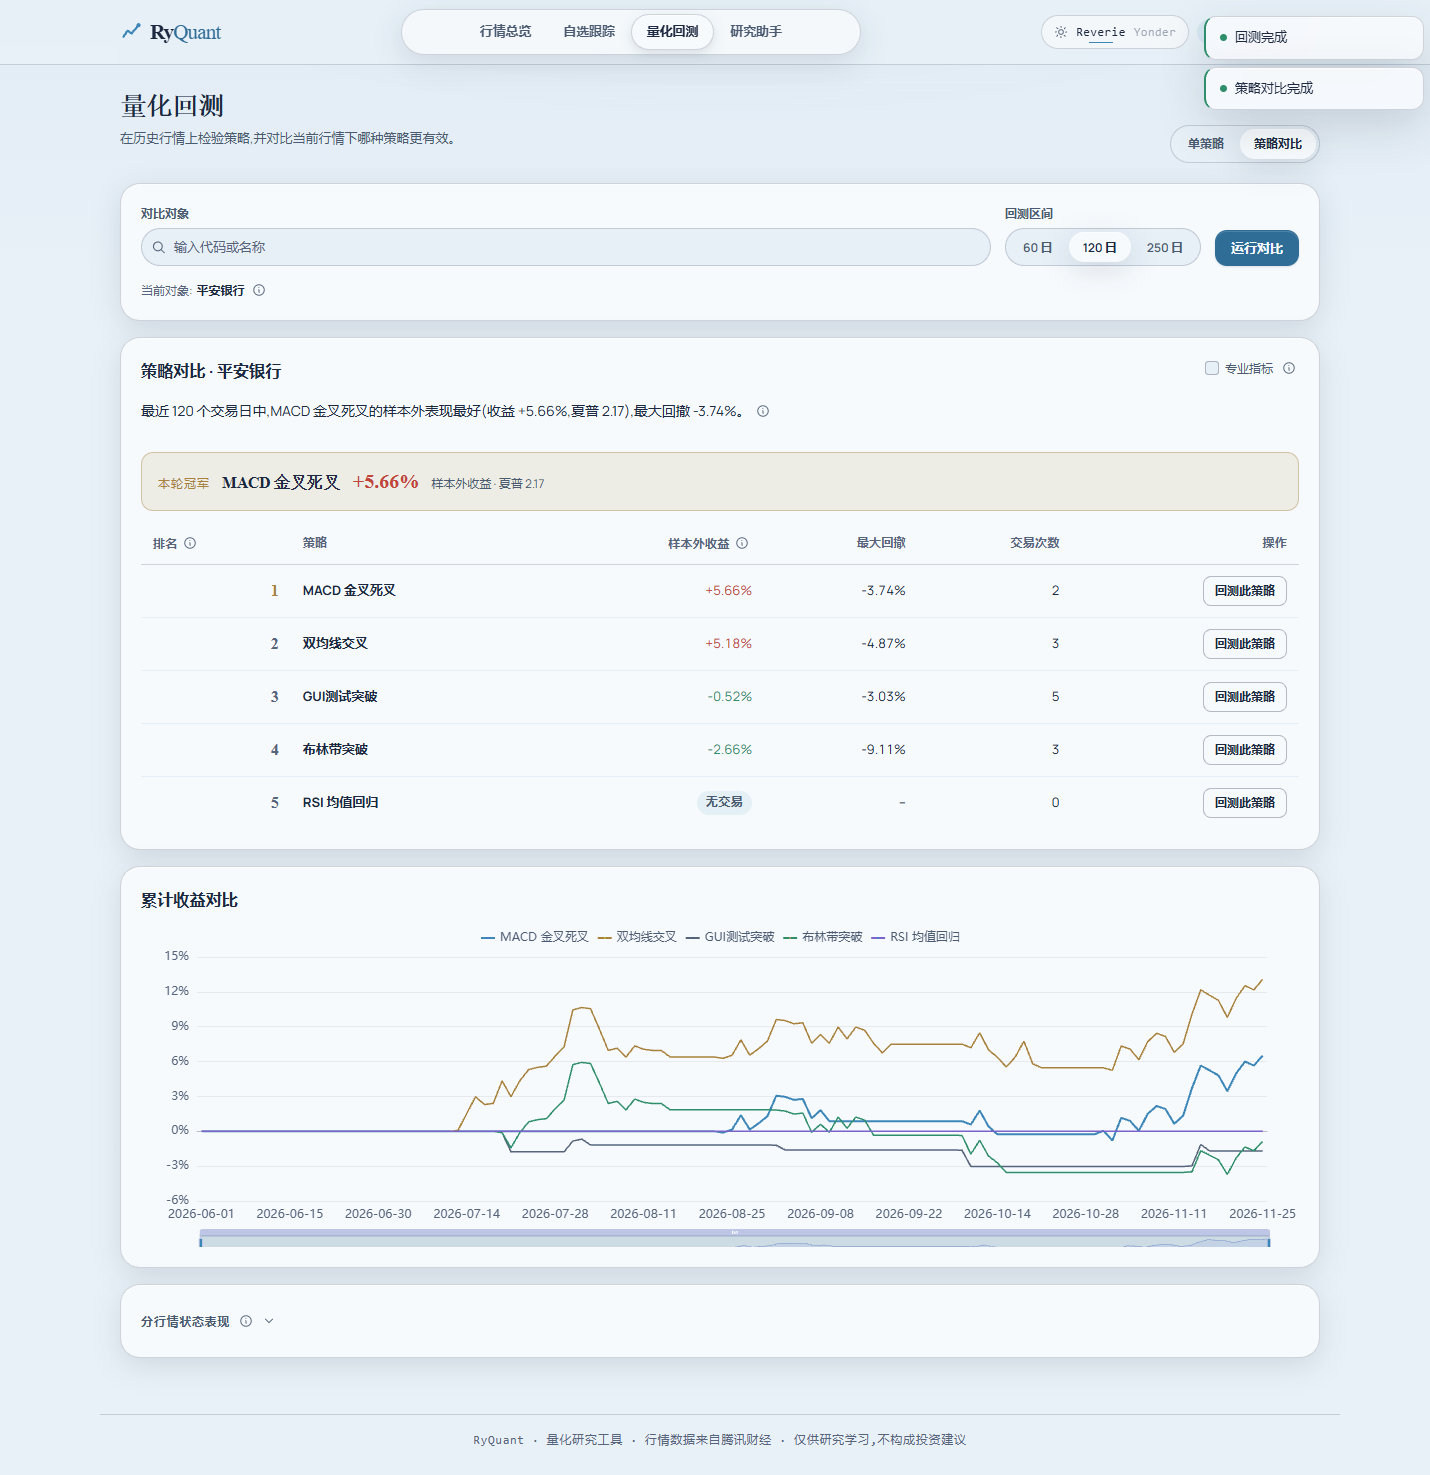 RyQuant
行情总览 自选跟踪 量化回测 研究助手
Reverie Yonder
回测完成
策略对比完成
量化回测
在历史行情上检验策略,并对比当前行情下哪种策略更有效。
单策略 策略对比
对比对象 回测区间
输入代码或名称 60 日 120 日 250 日 运行对比
当前对象: 平安银行
策略对比 · 平安银行 专业指标
最近 120 个交易日中,MACD 金叉死叉的样本外表现最好(收益 +5.66%,夏普 2.17),最大回撤 -3.74%。
本轮冠军 MACD 金叉死叉 +5.66% 样本外收益 · 夏普 2.17
排名 策略 样本外收益 最大回撤 交易次数 操作
1 MACD 金叉死叉 +5.66% -3.74% 2 回测此策略
2 双均线交叉 +5.18% -4.87% 3 回测此策略
3 GUI测试突破 -0.52% -3.03% 5 回测此策略
4 布林带突破 -2.66% -9.11% 3 回测此策略
5 RSI 均值回归 无交易 – 0 回测此策略
累计收益对比
MACD 金叉死叉 双均线交叉 GUI测试突破 布林带突破 RSI 均值回归
15%
12%
9%
6%
3%
0%
-3%
-6%
2026-06-01 2026-06-15 2026-06-30 2026-07-14 2026-07-28 2026-08-11 2026-08-25 2026-09-08 2026-09-22 2026-10-14 2026-10-28 2026-11-11 2026-11-25
分行情状态表现
RyQuant · 量化研究工具 · 行情数据来自腾讯财经 · 仅供研究学习,不构成投资建议